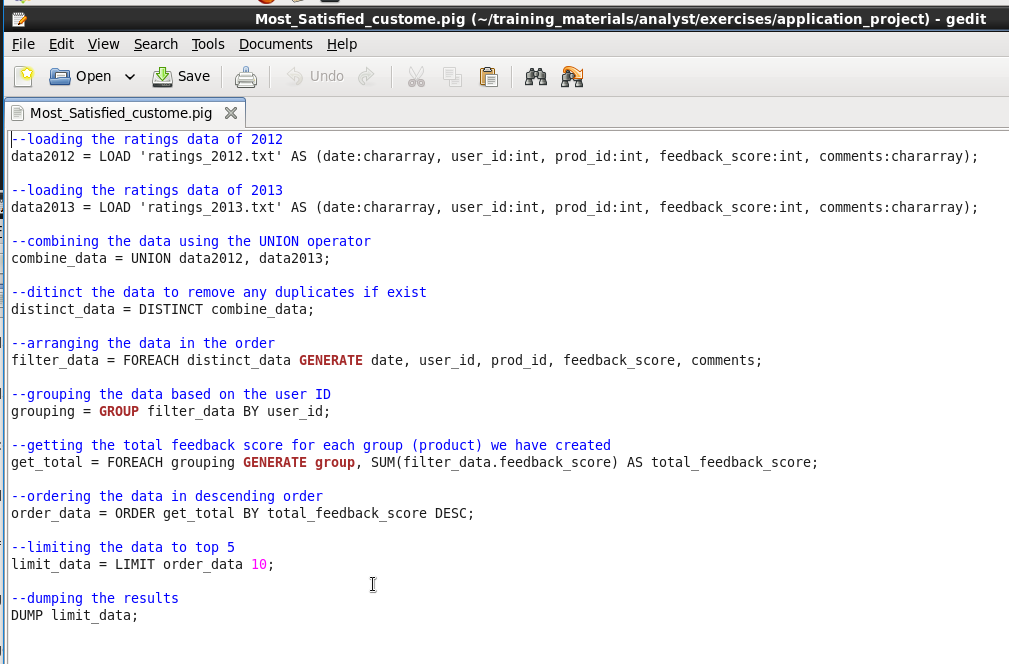 Most_Satisfied_custome.pig (~/training_materials/analyst/exercises/application_project) - gedit
File Edit View Search Tools Documents Help
Open Save Undo
Most_Satisfied_custome.pig
--loading the ratings data of 2012
data2012 = LOAD 'ratings_2012.txt' AS (date:chararray, user_id:int, prod_id:int, feedback_score:int, comments:chararray);
--loading the ratings data of 2013
data2013 = LOAD 'ratings_2013.txt' AS (date:chararray, user_id:int, prod_id:int, feedback_score:int, comments:chararray);
--combining the data using the UNION operator
combine_data = UNION data2012, data2013;
--ditinct the data to remove any duplicates if exist
distinct_data = DISTINCT combine_data;
--arranging the data in the order
filter_data = FOREACH distinct_data GENERATE date, user_id, prod_id, feedback_score, comments;
--grouping the data based on the user ID
grouping = GROUP filter_data BY user_id;
--getting the total feedback score for each group (product) we have created
get_total = FOREACH grouping GENERATE group, SUM(filter_data.feedback_score) AS total_feedback_score;
--ordering the data in descending order
order_data = ORDER get_total BY total_feedback_score DESC;
--limiting the data to top 5
limit_data = LIMIT order_data 10;
--dumping the results
DUMP limit_data;